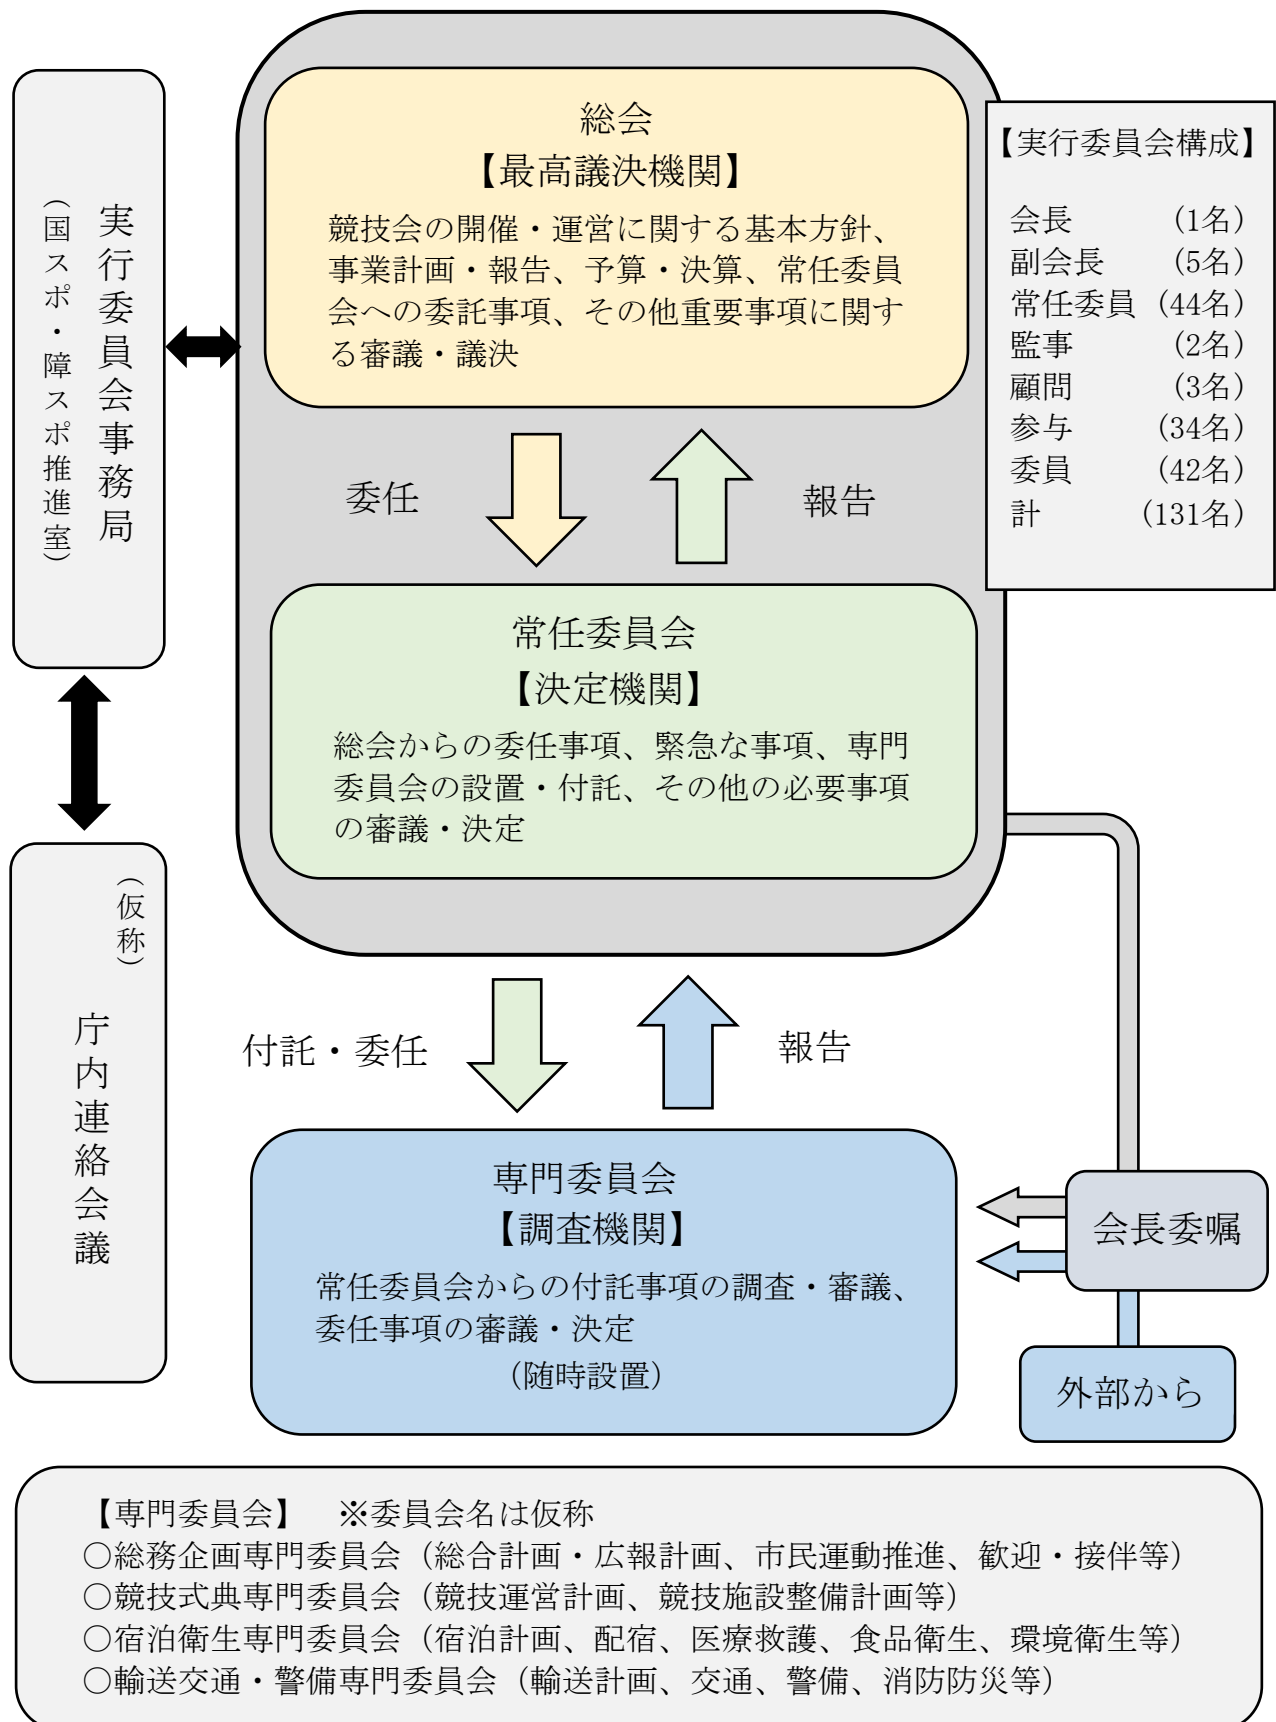 総会
【最高議決機関】
競技会の開催・運営に関する基本方針、
事業計画・報告、予算・決算、常任委員
会への委託事項、その他重要事項に関す
る審議・議決
【実行委員会構成】
会長 (1名)
副会長 (5名)
常任委員 (44名)
監事 (2名)
顧問 (3名)
参与 (34名)
委員 (42名)
計 (131名)
実行委員会事務局
(国スポ・障スポ推進室)
委任
報告
常任委員会
【決定機関】
総会からの委任事項、緊急な事項、専門
委員会の設置・付託、その他の必要事項
の審議・決定
(仮称)
庁内連絡会議
付託・委任
報告
専門委員会
【調査機関】
常任委員会からの付託事項の調査・審議、
委任事項の審議・決定
(随時設置)
会長委嘱
外部から
【専門委員会】 ※委員会名は仮称
○総務企画専門委員会（総合計画・広報計画、市民運動推進、歓迎・接伴等）
○競技式典専門委員会（競技運営計画、競技施設整備計画等）
○宿泊衛生専門委員会（宿泊計画、配宿、医療救護、食品衛生、環境衛生等）
○輸送交通・警備専門委員会（輸送計画、交通、警備、消防防災等）